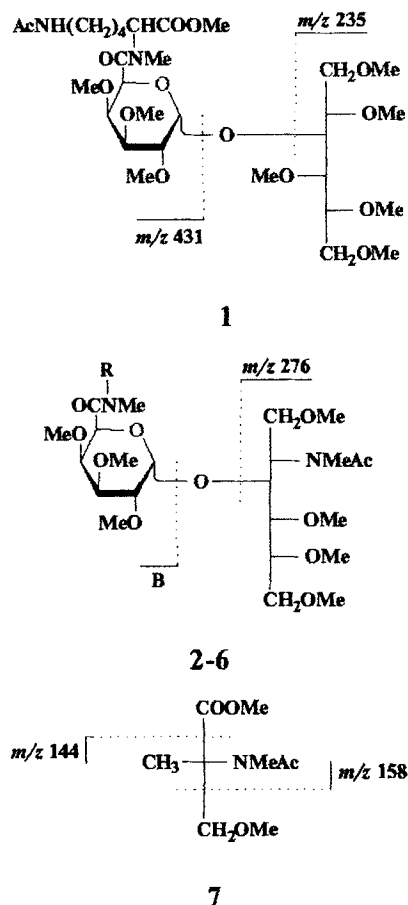 AcNH(CH2)4CHCOOMe
m/z 235
OCNMe
CH2OMe
MeO
O
OMe
OMe
O
MeO
MeO
OMe
m/z 431
CH2OMe
1
R
m/z 276
OCNMe
CH2OMe
MeO
O
OMe
NMeAc
O
OMe
MeO
OMe
B
CH2OMe
2-6
COOMe
m/z 144
CH3
NMeAc
m/z 158
CH2OMe
7